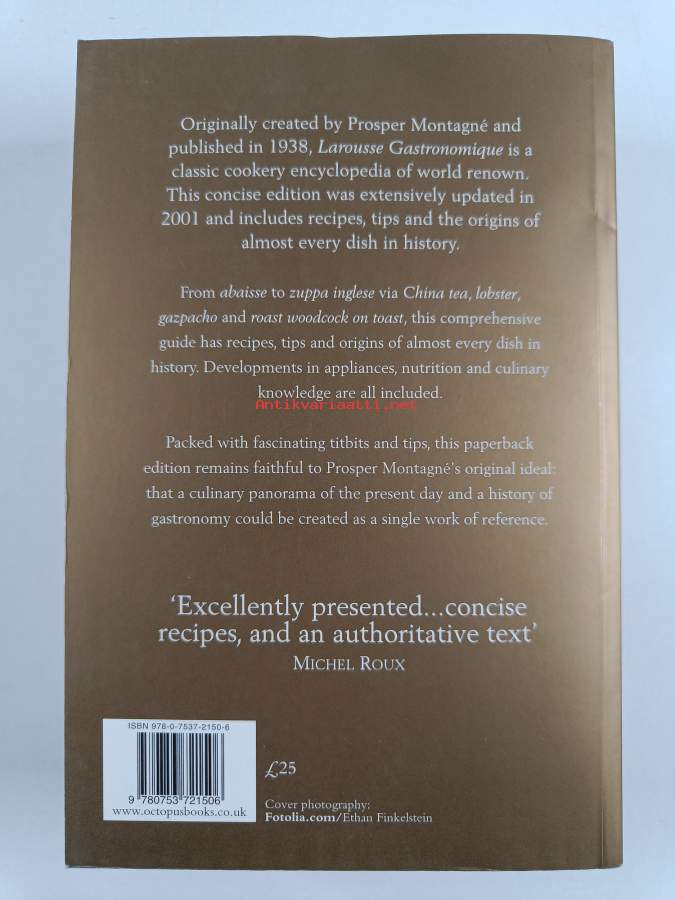 Originally created by Prosper Montagné and
published in 1938, Larousse Gastronomique is a
classic cookery encyclopedia of world renown.
This concise edition was extensively updated in
2001 and includes recipes, tips and the origins of
almost every dish in history.
From abaisse to zuppa inglese via China tea, lobster,
gazpacho and roast woodcock on toast, this comprehensive
guide has recipes, tips and origins of almost every dish in
history. Developments in appliances, nutrition and culinary
knowledge are all included.
Antikvariaatti.net
Packed with fascinating titbits and tips, this paperback
edition remains faithful to Prosper Montagné's original ideal:
that a culinary panorama of the present day and a history of
gastronomy could be created as a single work of reference.
‘Excellently presented...concise
recipes, and an authoritative text’
MICHEL ROUX
ISBN 978-0-7537-2150-6
9 780753 721506
www.octopusbooks.co.uk
£25
Cover photography:
Fotolia.com/Ethan Finkelstein